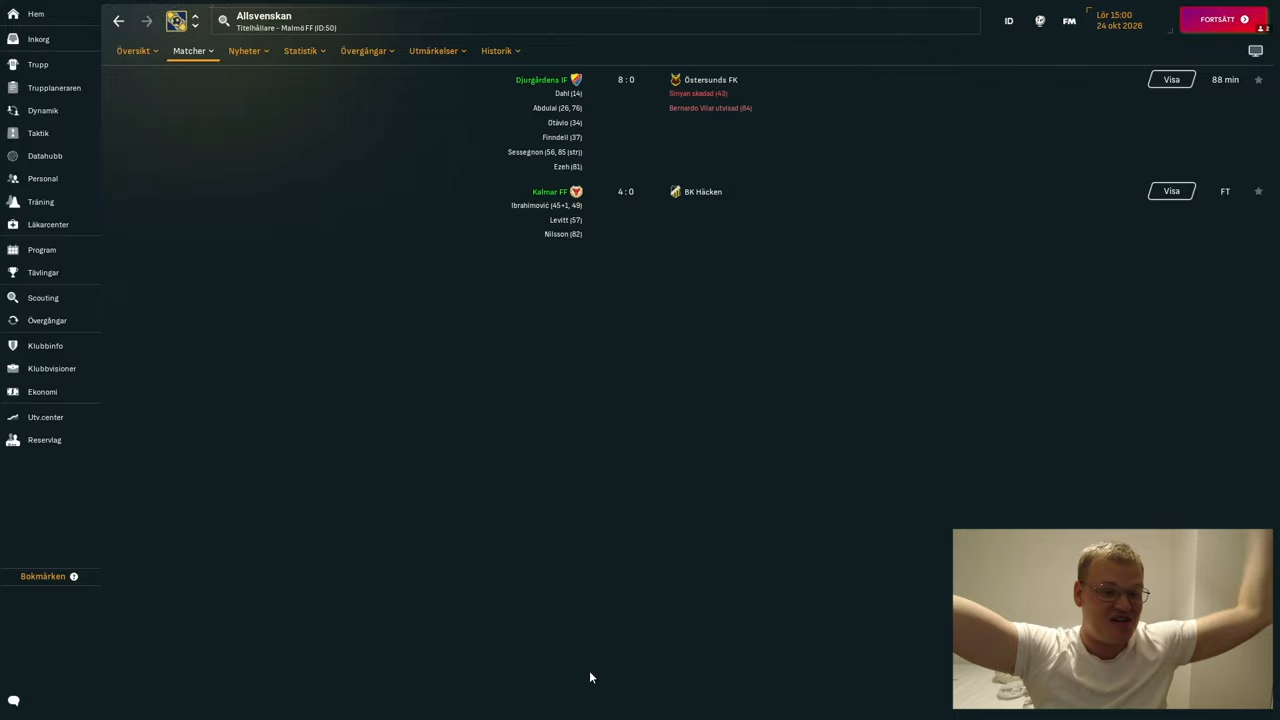 Hem
Inkorg
Trupp
Trupplaneraren
Dynamik
Taktik
Datahubb
Personal
Träning
Läkarcenter
Program
Tävlingar
Scouting
Övergångar
Klubbinfo
Klubbvisioner
Ekonomi
Utv.center
Reservlag
Bokmärken ?
Allsvenskan
Titelhållare - Malmö FF (ID:50)
ID
FM
Lör 15:00
24 okt 2026
FORTSÄTT
2
Översikt Matcher Nyheter Statistik Övergångar Utmärkelser Historik
Djurgårdens IF 8 : 0 Östersunds FK Visa 88 min
Dahl (14) Sinyan skadad (43)
Abdulai (26, 76) Bernardo Vilar utvisad (84)
Otávio (34)
Finndell (37)
Sessegnon (56, 85 (str))
Ezeh (81)
Kalmar FF 4 : 0 BK Häcken Visa FT
Ibrahimović (45+1, 49)
Levitt (57)
Nilsson (82)